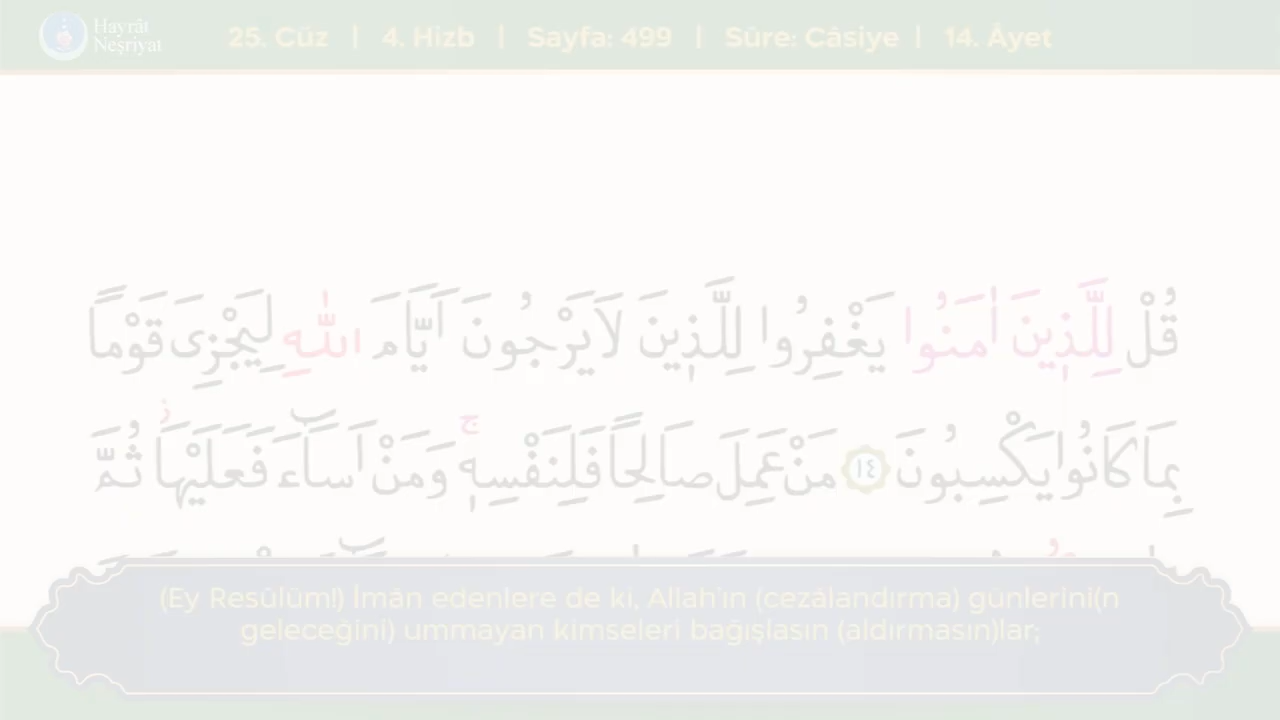 Hayrât
Neşriyat
25. Cüz | 4. Hizb | Sayfa: 499 | Sûre: Câsiye | 14. Âyet
قُلْ لِلَّذٖينَ اٰمَنُوا يَغْفِرُوا لِلَّذٖينَ لَا يَرْجُونَ اَيَّامَ اللّٰهِ لِيَجْزِىَ قَوْمًا
بِمَا كَانُوا يَكْسِبُونَ ١٤ مَنْ عَمِلَ صَالِحًا فَلِنَفْسِهٖ ۚ وَمَنْ اَسَٓاءَ فَعَلَيْهَا ز ثُمَّ
(Ey Resûlüm!) Îmân edenlere de ki, Allah'ın (cezâlandırma) günlerini(n
geleceğini) ummayan kimseleri bağışlasın (aldırmasın)lar;